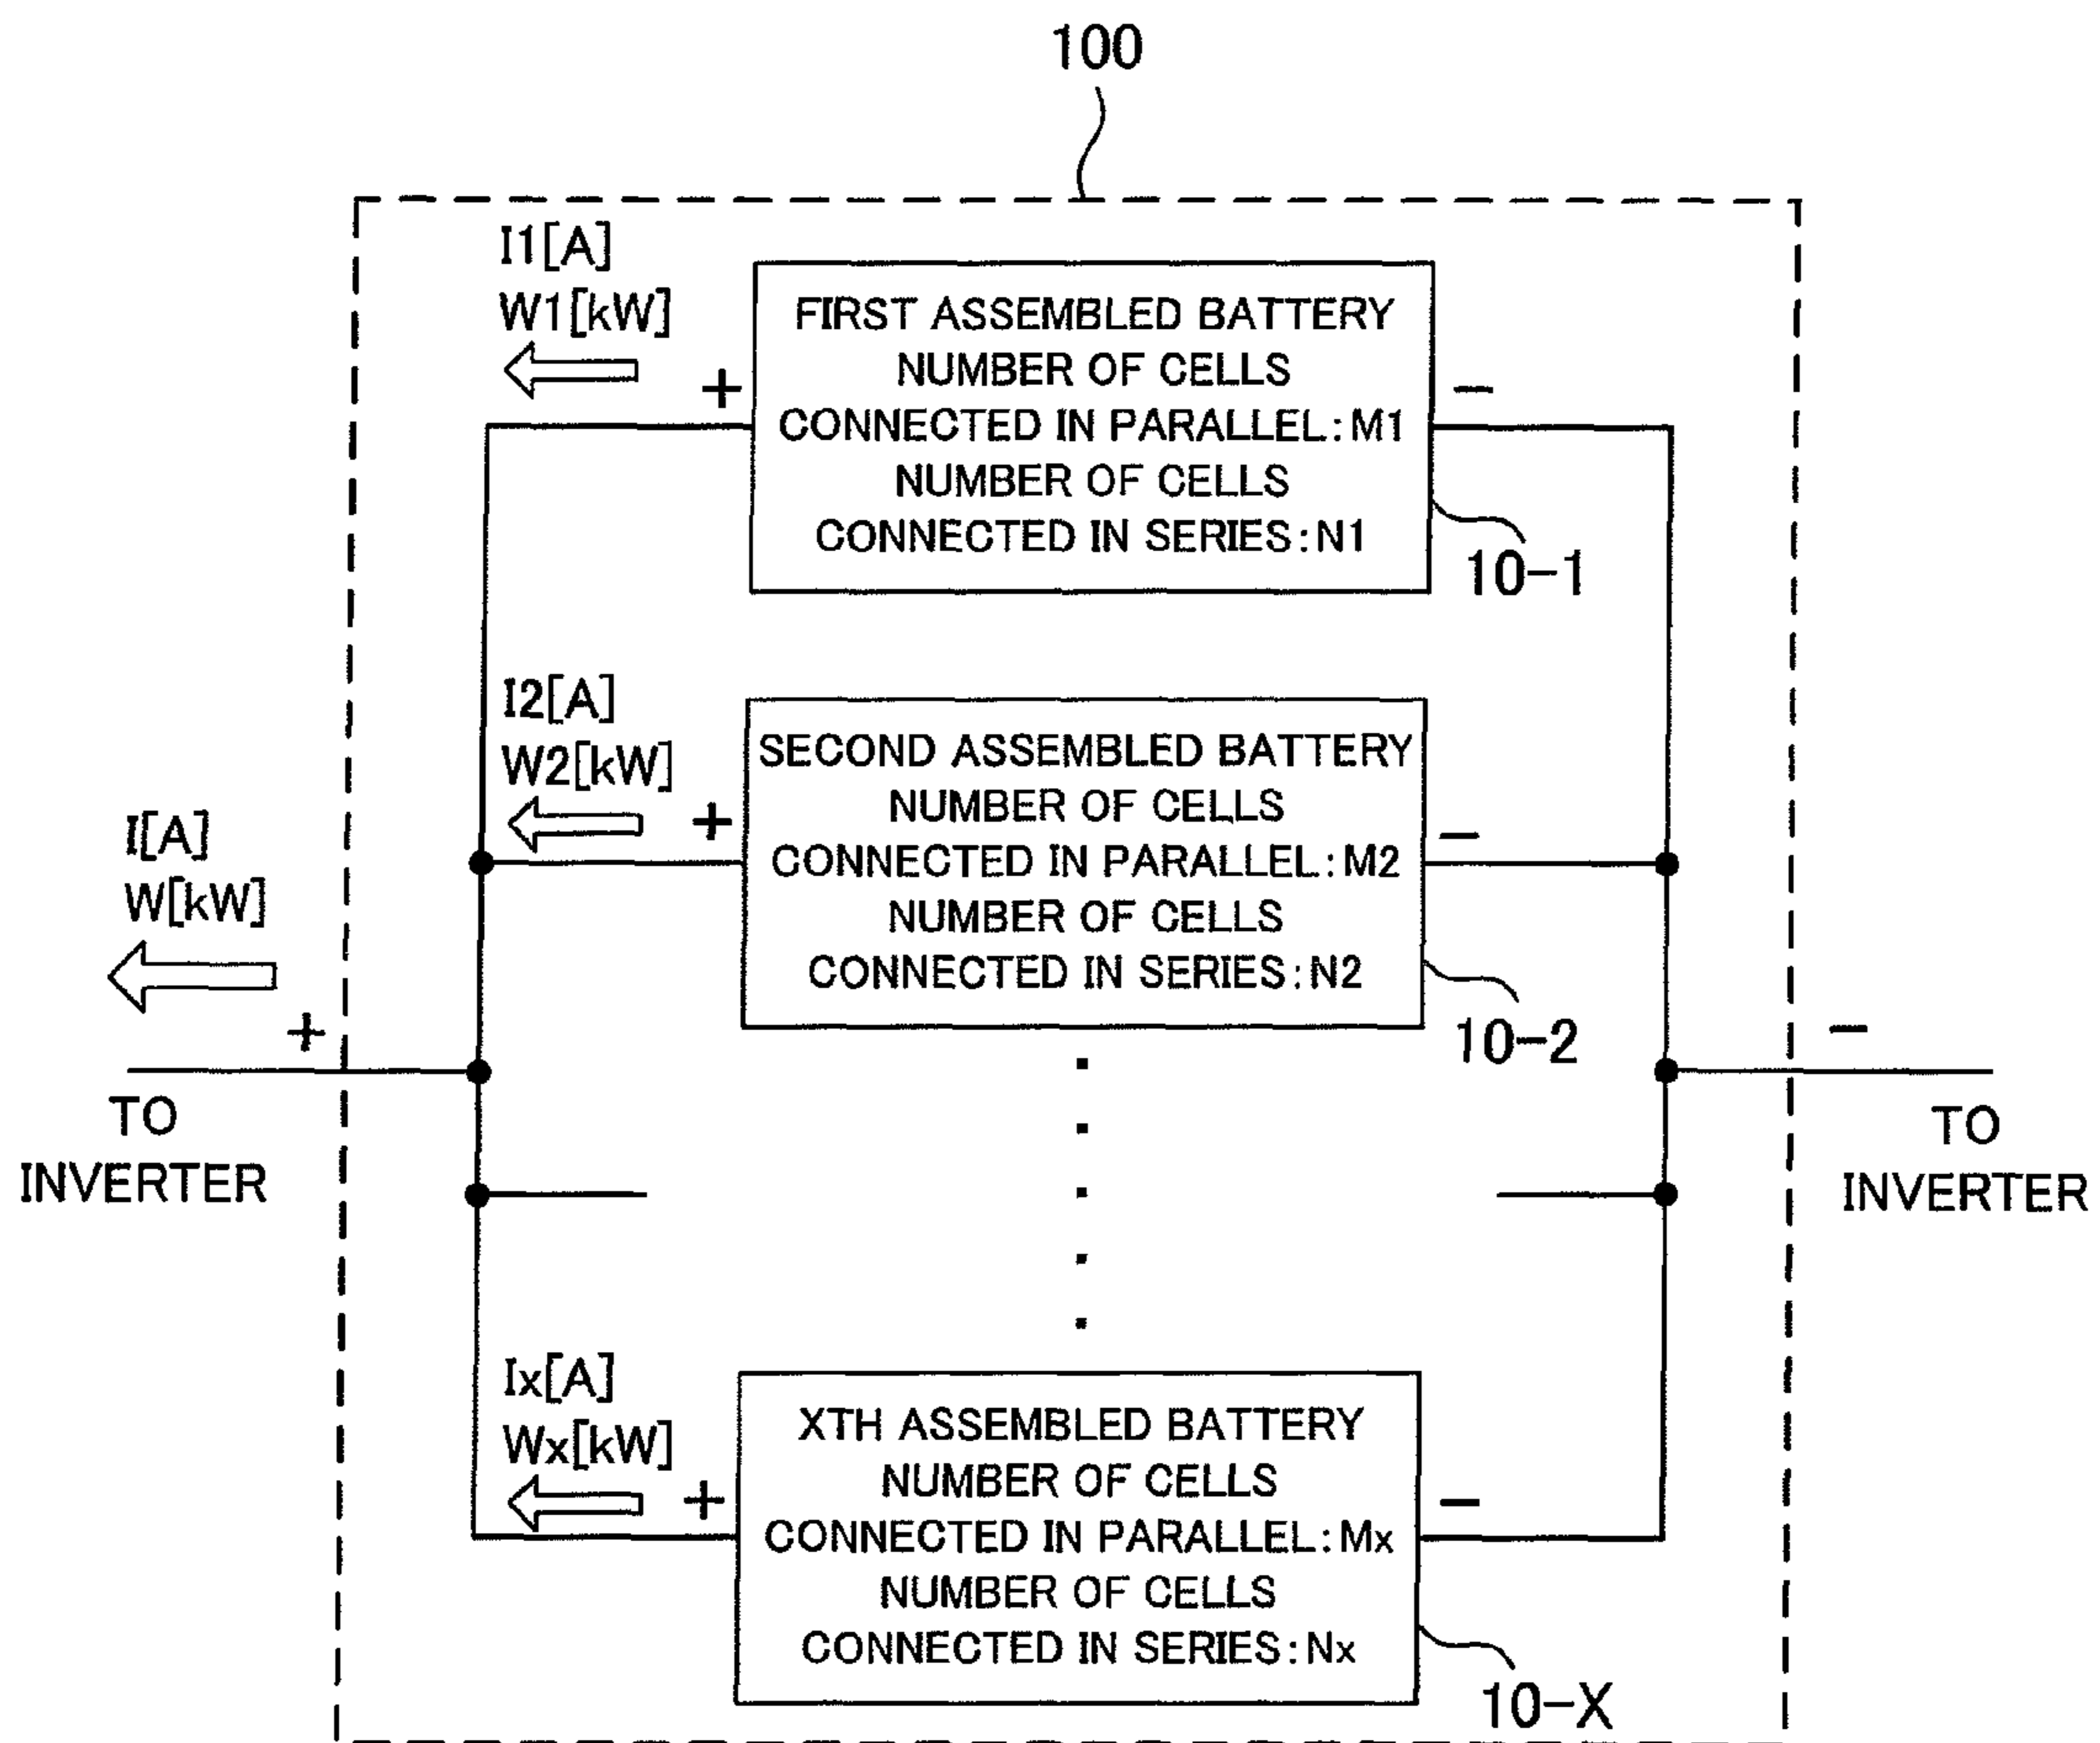 100
I1[A]
W1[kW]
+
−
FIRST ASSEMBLED BATTERY
NUMBER OF CELLS
CONNECTED IN PARALLEL:M1
NUMBER OF CELLS
CONNECTED IN SERIES:N1
10-1
I2[A]
W2[kW]
+
−
SECOND ASSEMBLED BATTERY
NUMBER OF CELLS
CONNECTED IN PARALLEL:M2
NUMBER OF CELLS
CONNECTED IN SERIES:N2
10-2
I[A]
W[kW]
+
TO
INVERTER
−
TO
INVERTER
Ix[A]
Wx[kW]
+
−
XTH ASSEMBLED BATTERY
NUMBER OF CELLS
CONNECTED IN PARALLEL:Mx
NUMBER OF CELLS
CONNECTED IN SERIES:Nx
10-X